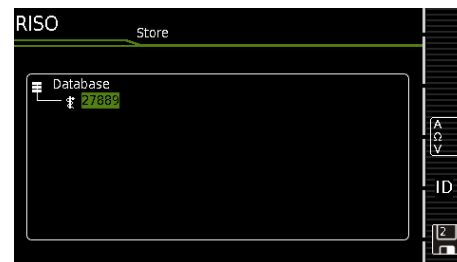 RISO
Store
Database
27889
A
Ω
V
ID
2